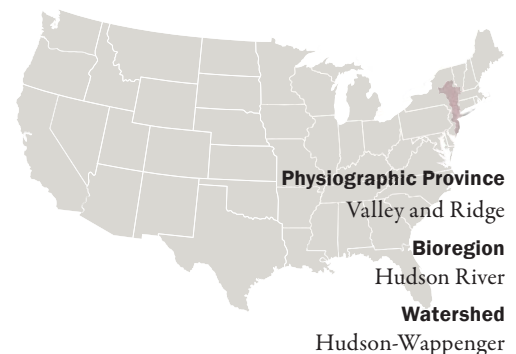 Physiographic Province
Valley and Ridge
Bioregion
Hudson River
Watershed
Hudson-Wappenger